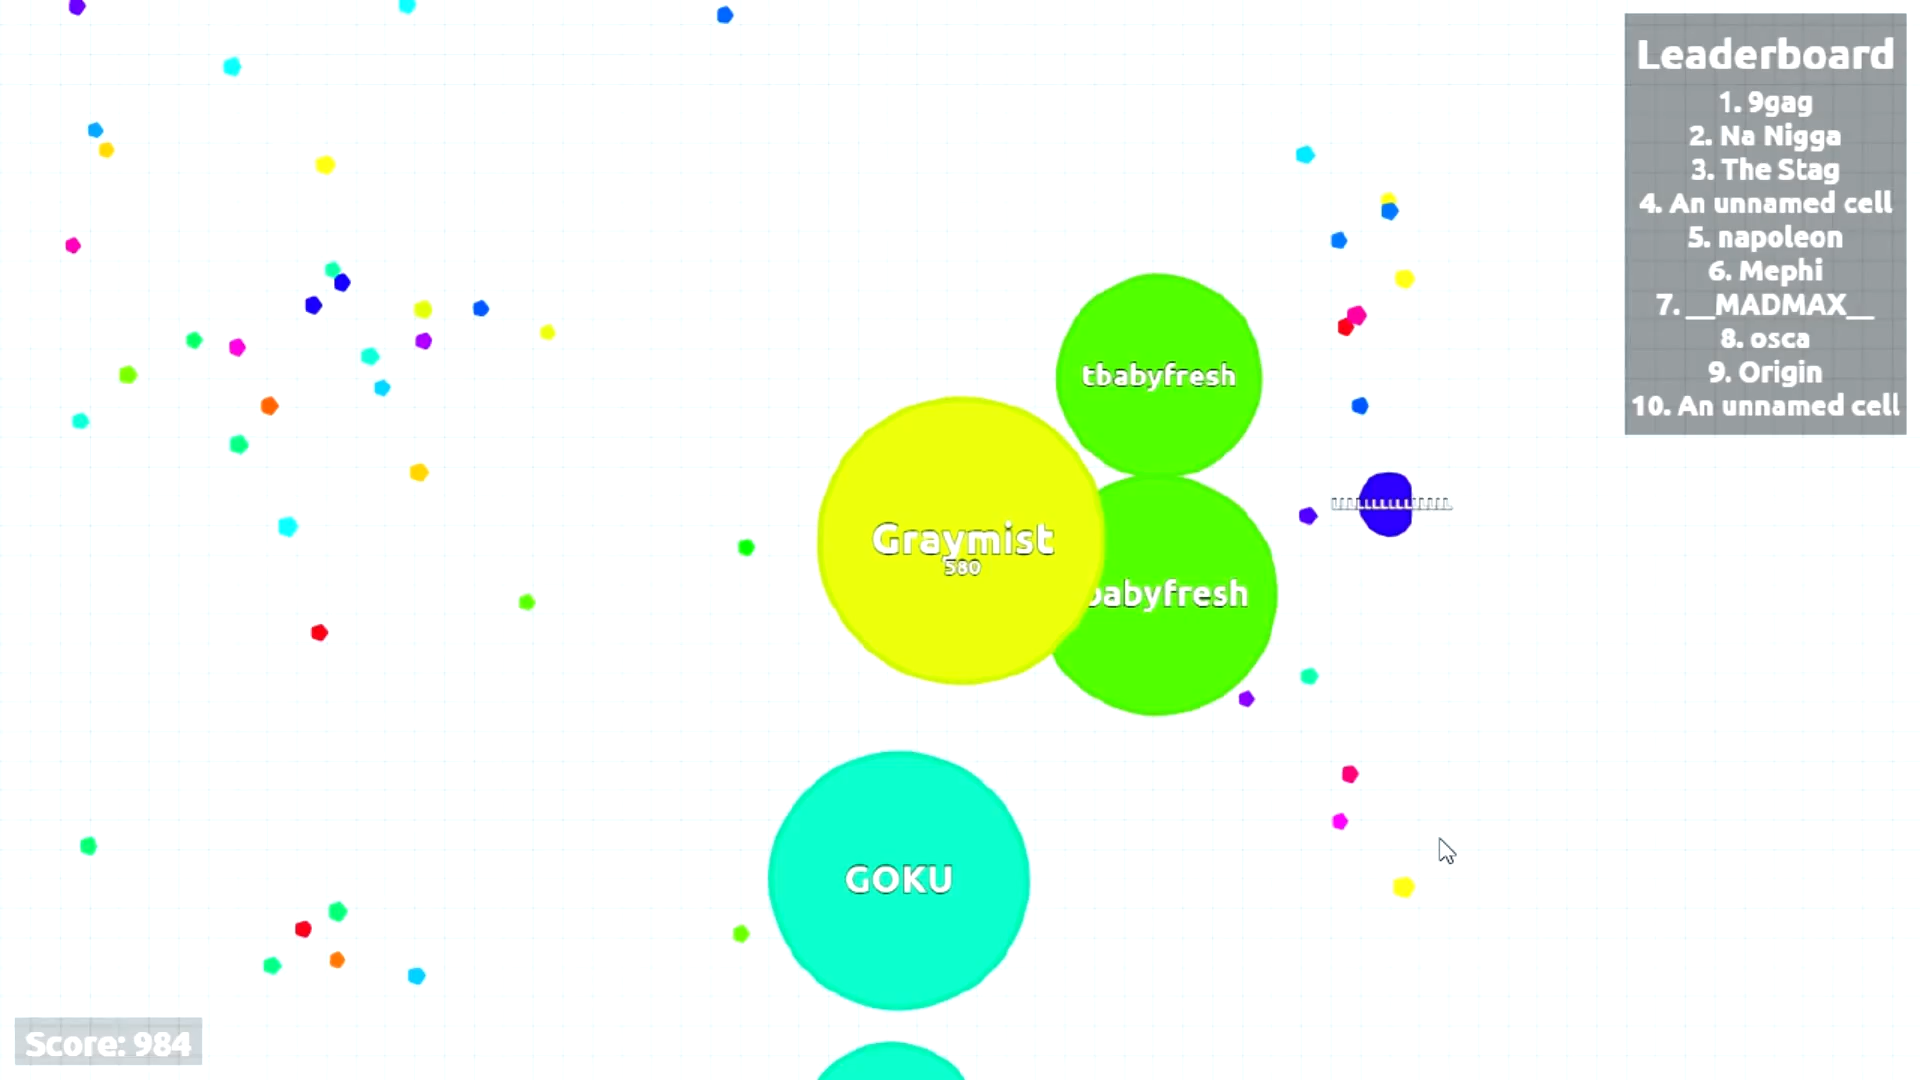 Leaderboard
1. 9gag
2. Na Nigga
3. The Stag
4. An unnamed cell
5. napoleon
6. Mephi
7. __MADMAX__
8. osca
9. Origin
10. An unnamed cell
tbabyfresh
Graymist
580
babyfresh
GOKU
Score: 984